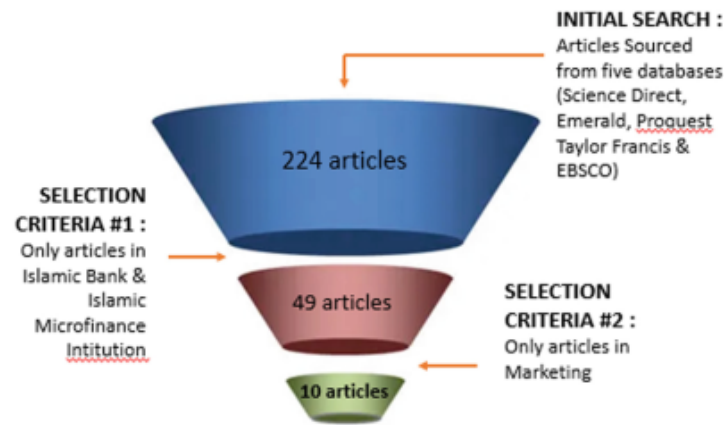 INITIAL SEARCH :
Articles Sourced
from five databases
(Science Direct,
Emerald, Proquest
Taylor Francis &
EBSCO)
224 articles
SELECTION
CRITERIA #1 :
Only articles in
Islamic Bank &
Islamic
Microfinance
Intitution
49 articles
SELECTION
CRITERIA #2 :
Only articles in
Marketing
10 articles